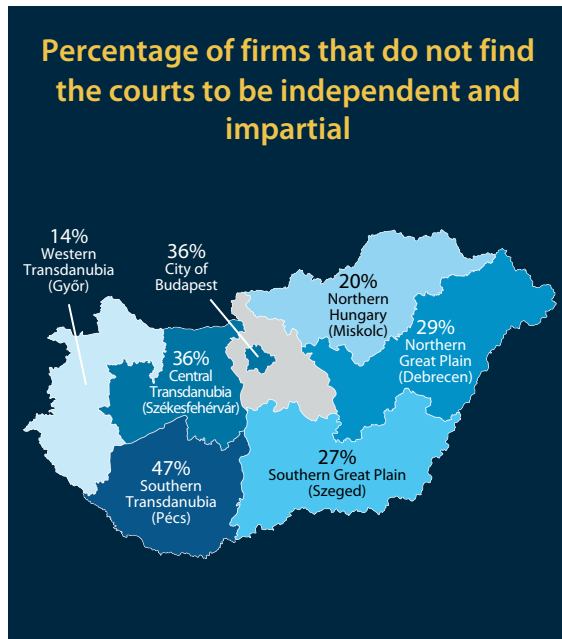 Percentage of firms that do not find
the courts to be independent and
impartial
14%
Western
Transdanubia
(Győr)
36%
City of
Budapest
20%
Northern
Hungary
(Miskolc)
29%
Northern
Great Plain
(Debrecen)
36%
Central
Transdanubia
(Székesfehérvár)
47%
Southern
Transdanubia
(Pécs)
27%
Southern Great Plain
(Szeged)